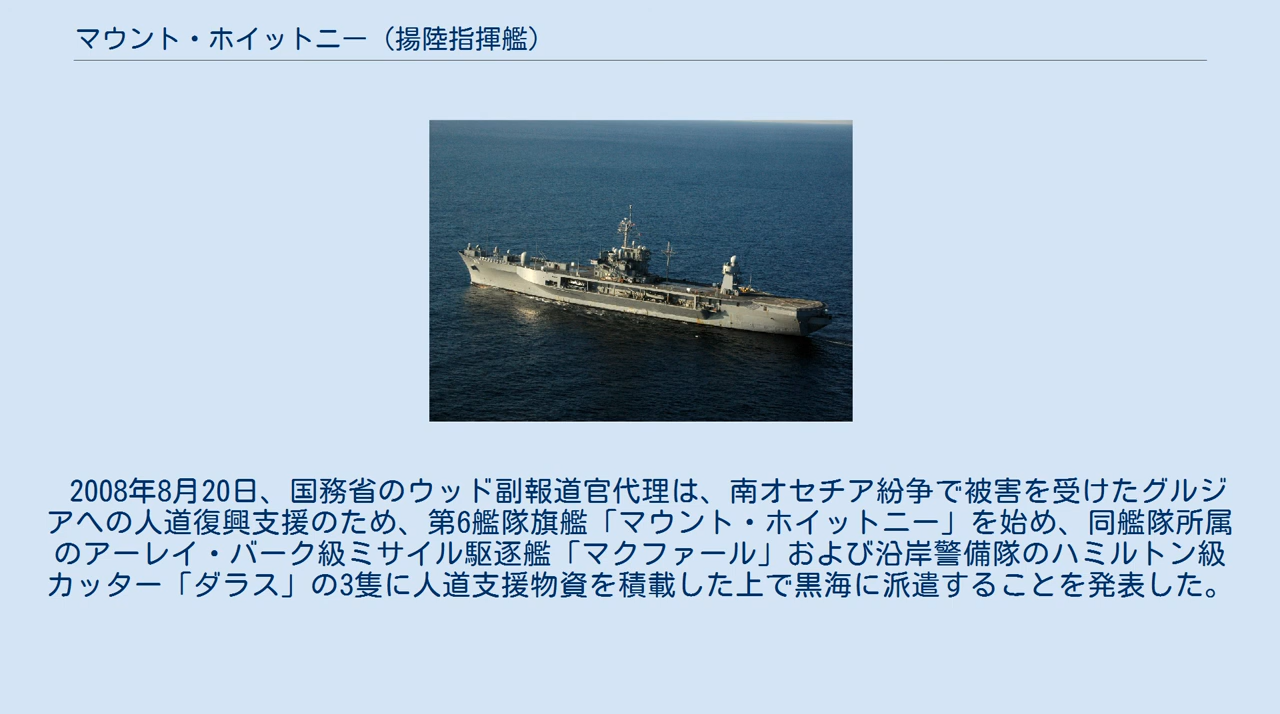 マウント・ホイットニー（揚陸指揮艦）
2008年8月20日、国務省のウッド副報道官代理は、南オセチア紛争で被害を受けたグルジ
アへの人道復興支援のため、第6艦隊旗艦「マウント・ホイットニー」を始め、同艦隊所属
のアーレイ・バーク級ミサイル駆逐艦「マクファール」および沿岸警備隊のハミルトン級
カッター「ダラス」の3隻に人道支援物資を積載した上で黒海に派遣することを発表した。